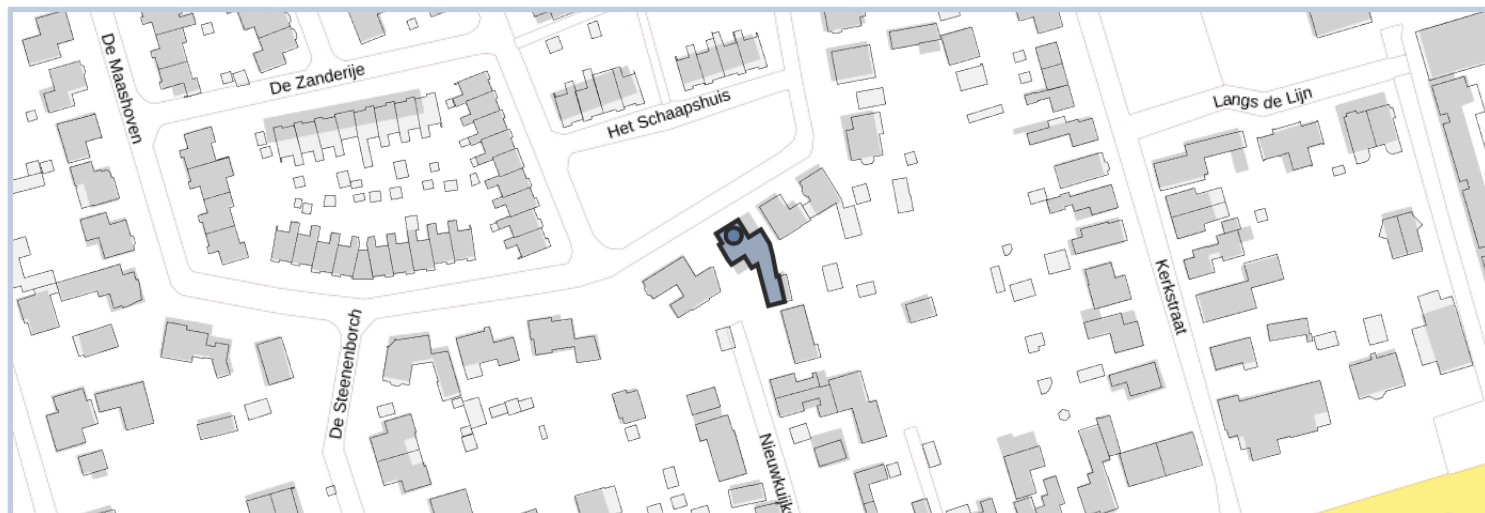 De Maashoven
De Zanderije
Het Schaapshuis
Langs de Lijn
Kerkstraat
De Steenenborch